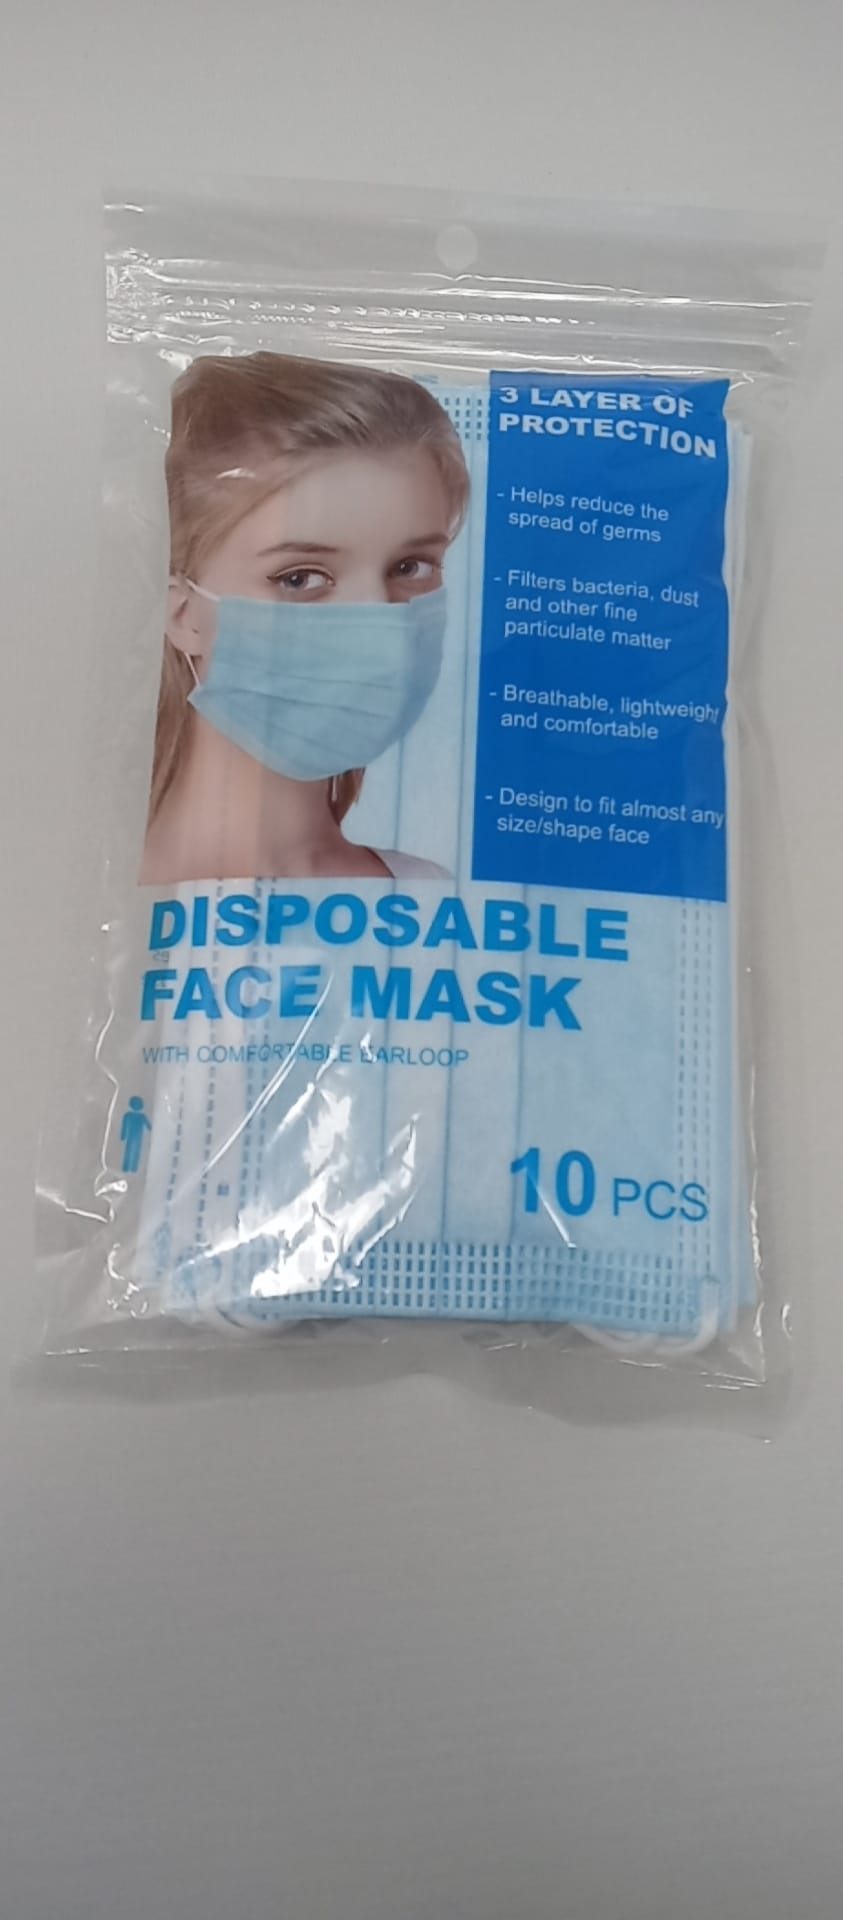 3 LAYER OF
PROTECTION
- Helps reduce the
spread of germs
- Filters bacteria, dust
and other fine
particulate matter
- Breathable, lightweight
and comfortable
- Design to fit almost any
size/shape face
DISPOSABLE
FACE MASK
WITH COMFORTABLE EARLOOP
10 PCS